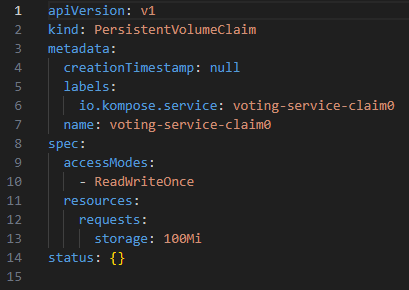 1 apiVersion: v1
2 kind: PersistentVolumeClaim
3 metadata:
4   creationTimestamp: null
5   labels:
6     io.kompose.service: voting-service-claim0
7   name: voting-service-claim0
8 spec:
9   accessModes:
10     - ReadWriteOnce
11   resources:
12     requests:
13       storage: 100Mi
14 status: {}
15